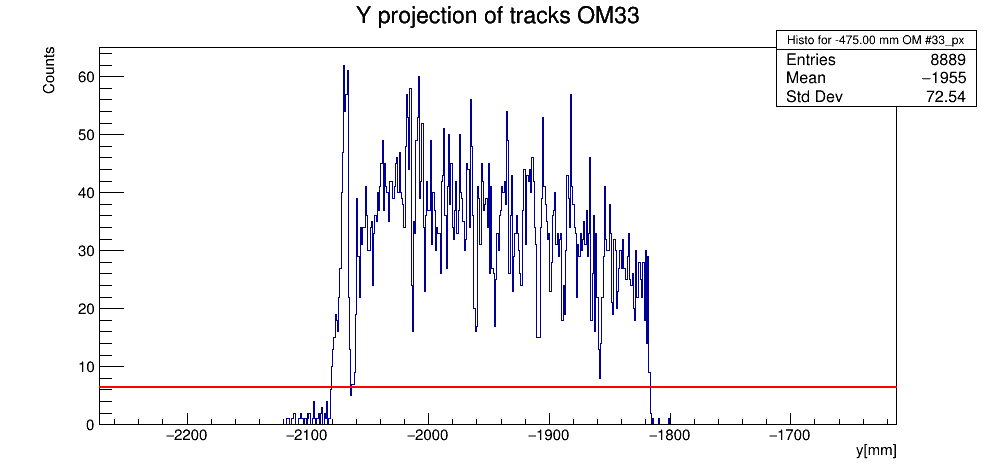 Y projection of tracks OM33
Histo for -475.00 mm OM #33_px
Entries 8889
Mean −1955
Std Dev 72.54
Counts
60
50
40
30
20
10
0
−2200 −2100 −2000 −1900 −1800 −1700
y[mm]